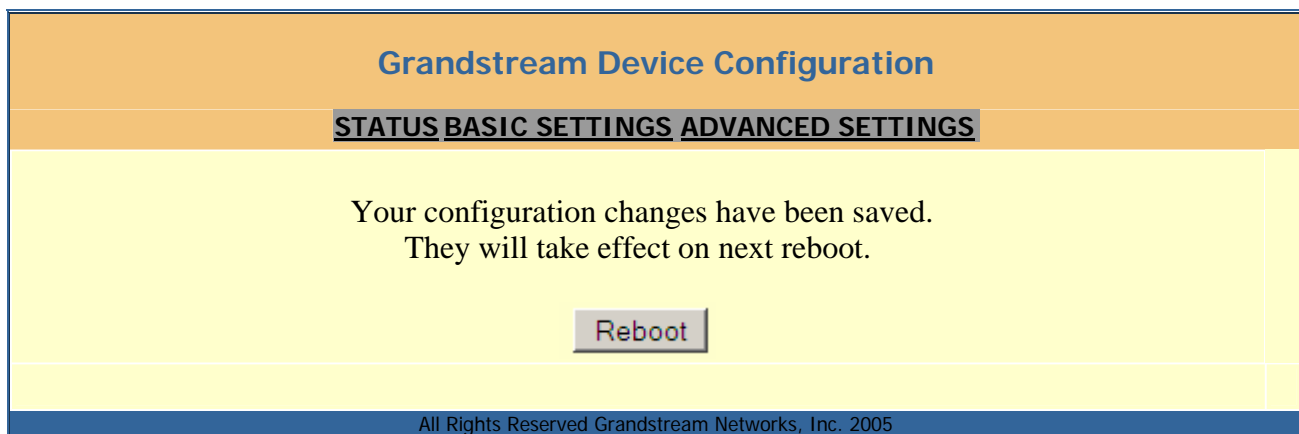 Grandstream Device Configuration
STATUS BASIC SETTINGS ADVANCED SETTINGS
Your configuration changes have been saved.
They will take effect on next reboot.
Reboot
All Rights Reserved Grandstream Networks, Inc. 2005